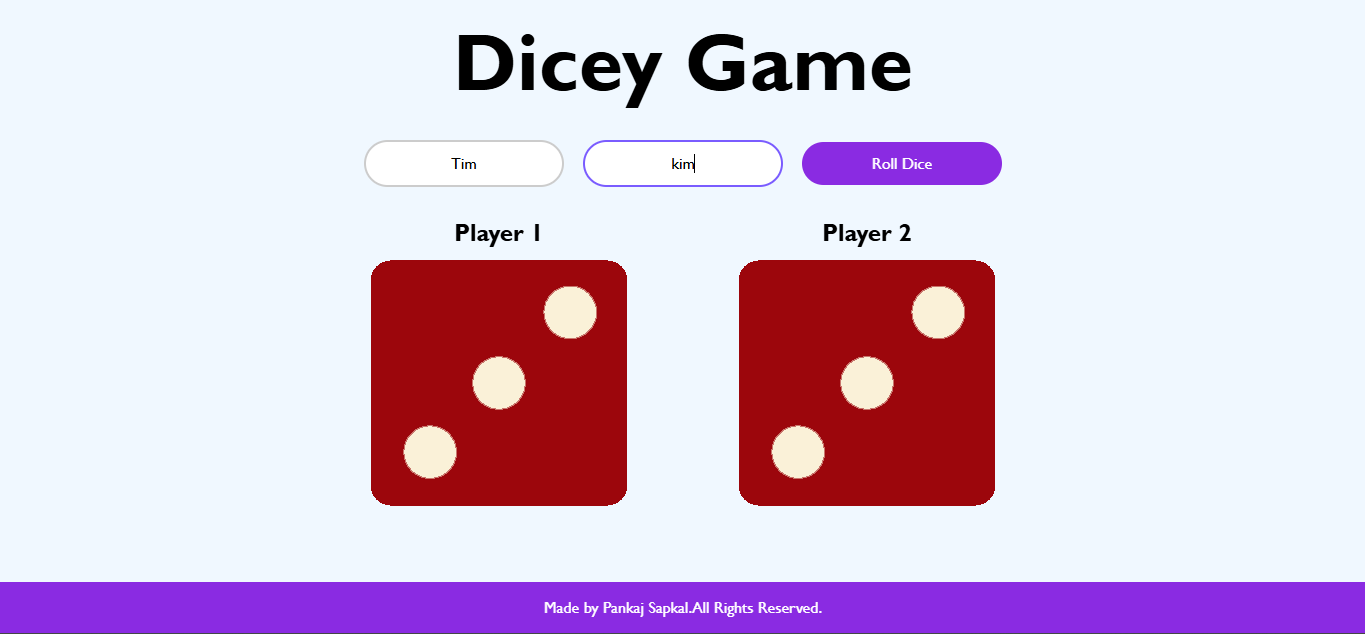 Dicey Game
Tim kim Roll Dice
Player 1 Player 2
Made by Pankaj Sapkal.All Rights Reserved.